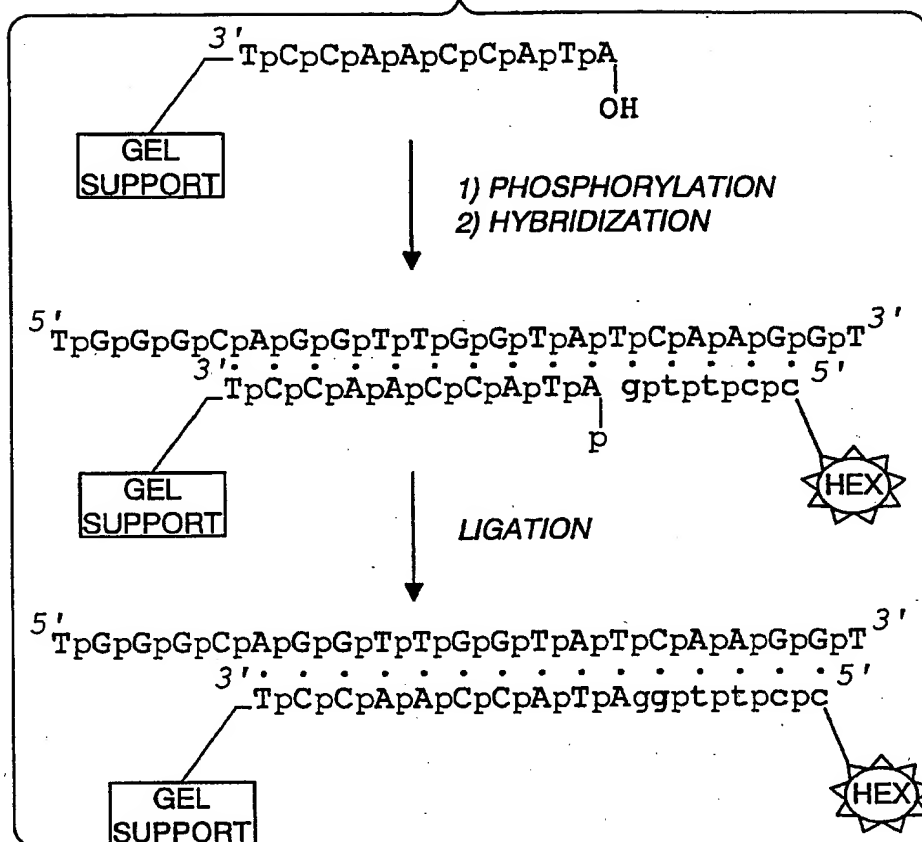 3' TpCpCpApApCpCpApTpA
OH
GEL
SUPPORT
1) PHOSPHORYLATION
2) HYBRIDIZATION
5' TpGpGpGpCpApGpGpTpTpGpGpTpApTpCpApApGpGpT 3'
3' TpCpCpApApCpCpApTpA gptptpcpc 5'
p
GEL
SUPPORT
HEX
LIGATION
5' TpGpGpGpCpApGpGpTpTpGpGpTpApTpCpApApGpGpT 3'
3' TpCpCpApApCpCpApTpAggptptpcpc 5'
GEL
SUPPORT
HEX